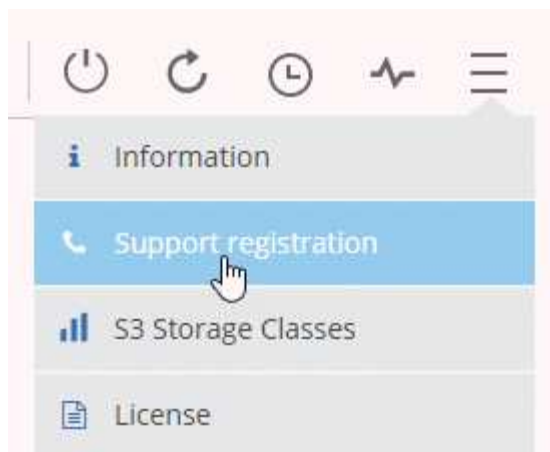 Information
Support registration
S3 Storage Classes
License